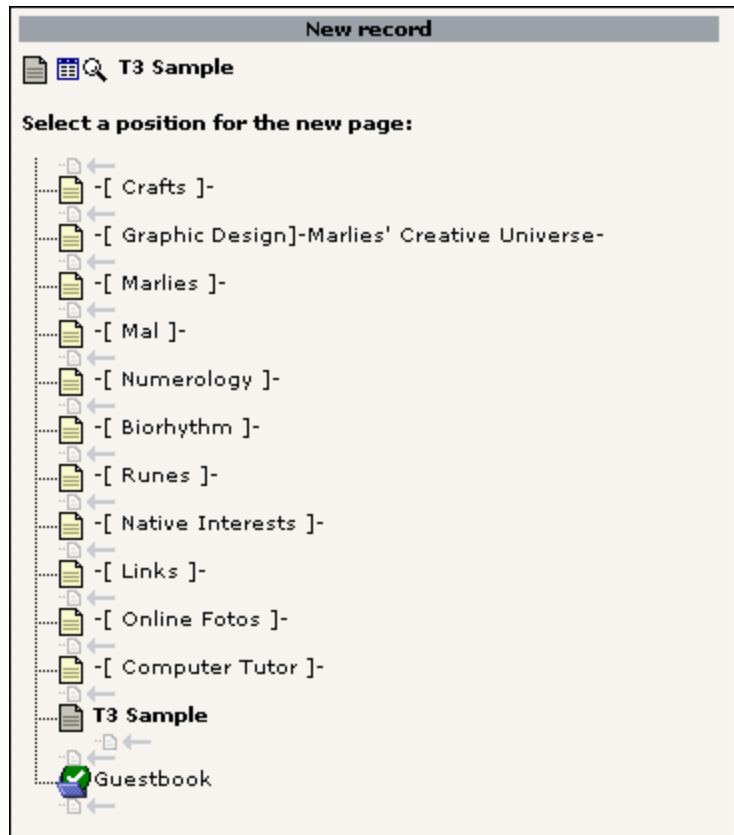 New record
T3 Sample
Select a position for the new page:
-[ Crafts ]-
-[ Graphic Design]-Marlies' Creative Universe-
-[ Marlies ]-
-[ Mal ]-
-[ Numerology ]-
-[ Biorhythm ]-
-[ Runes ]-
-[ Native Interests ]-
-[ Links ]-
-[ Online Fotos ]-
-[ Computer Tutor ]-
T3 Sample
Guestbook